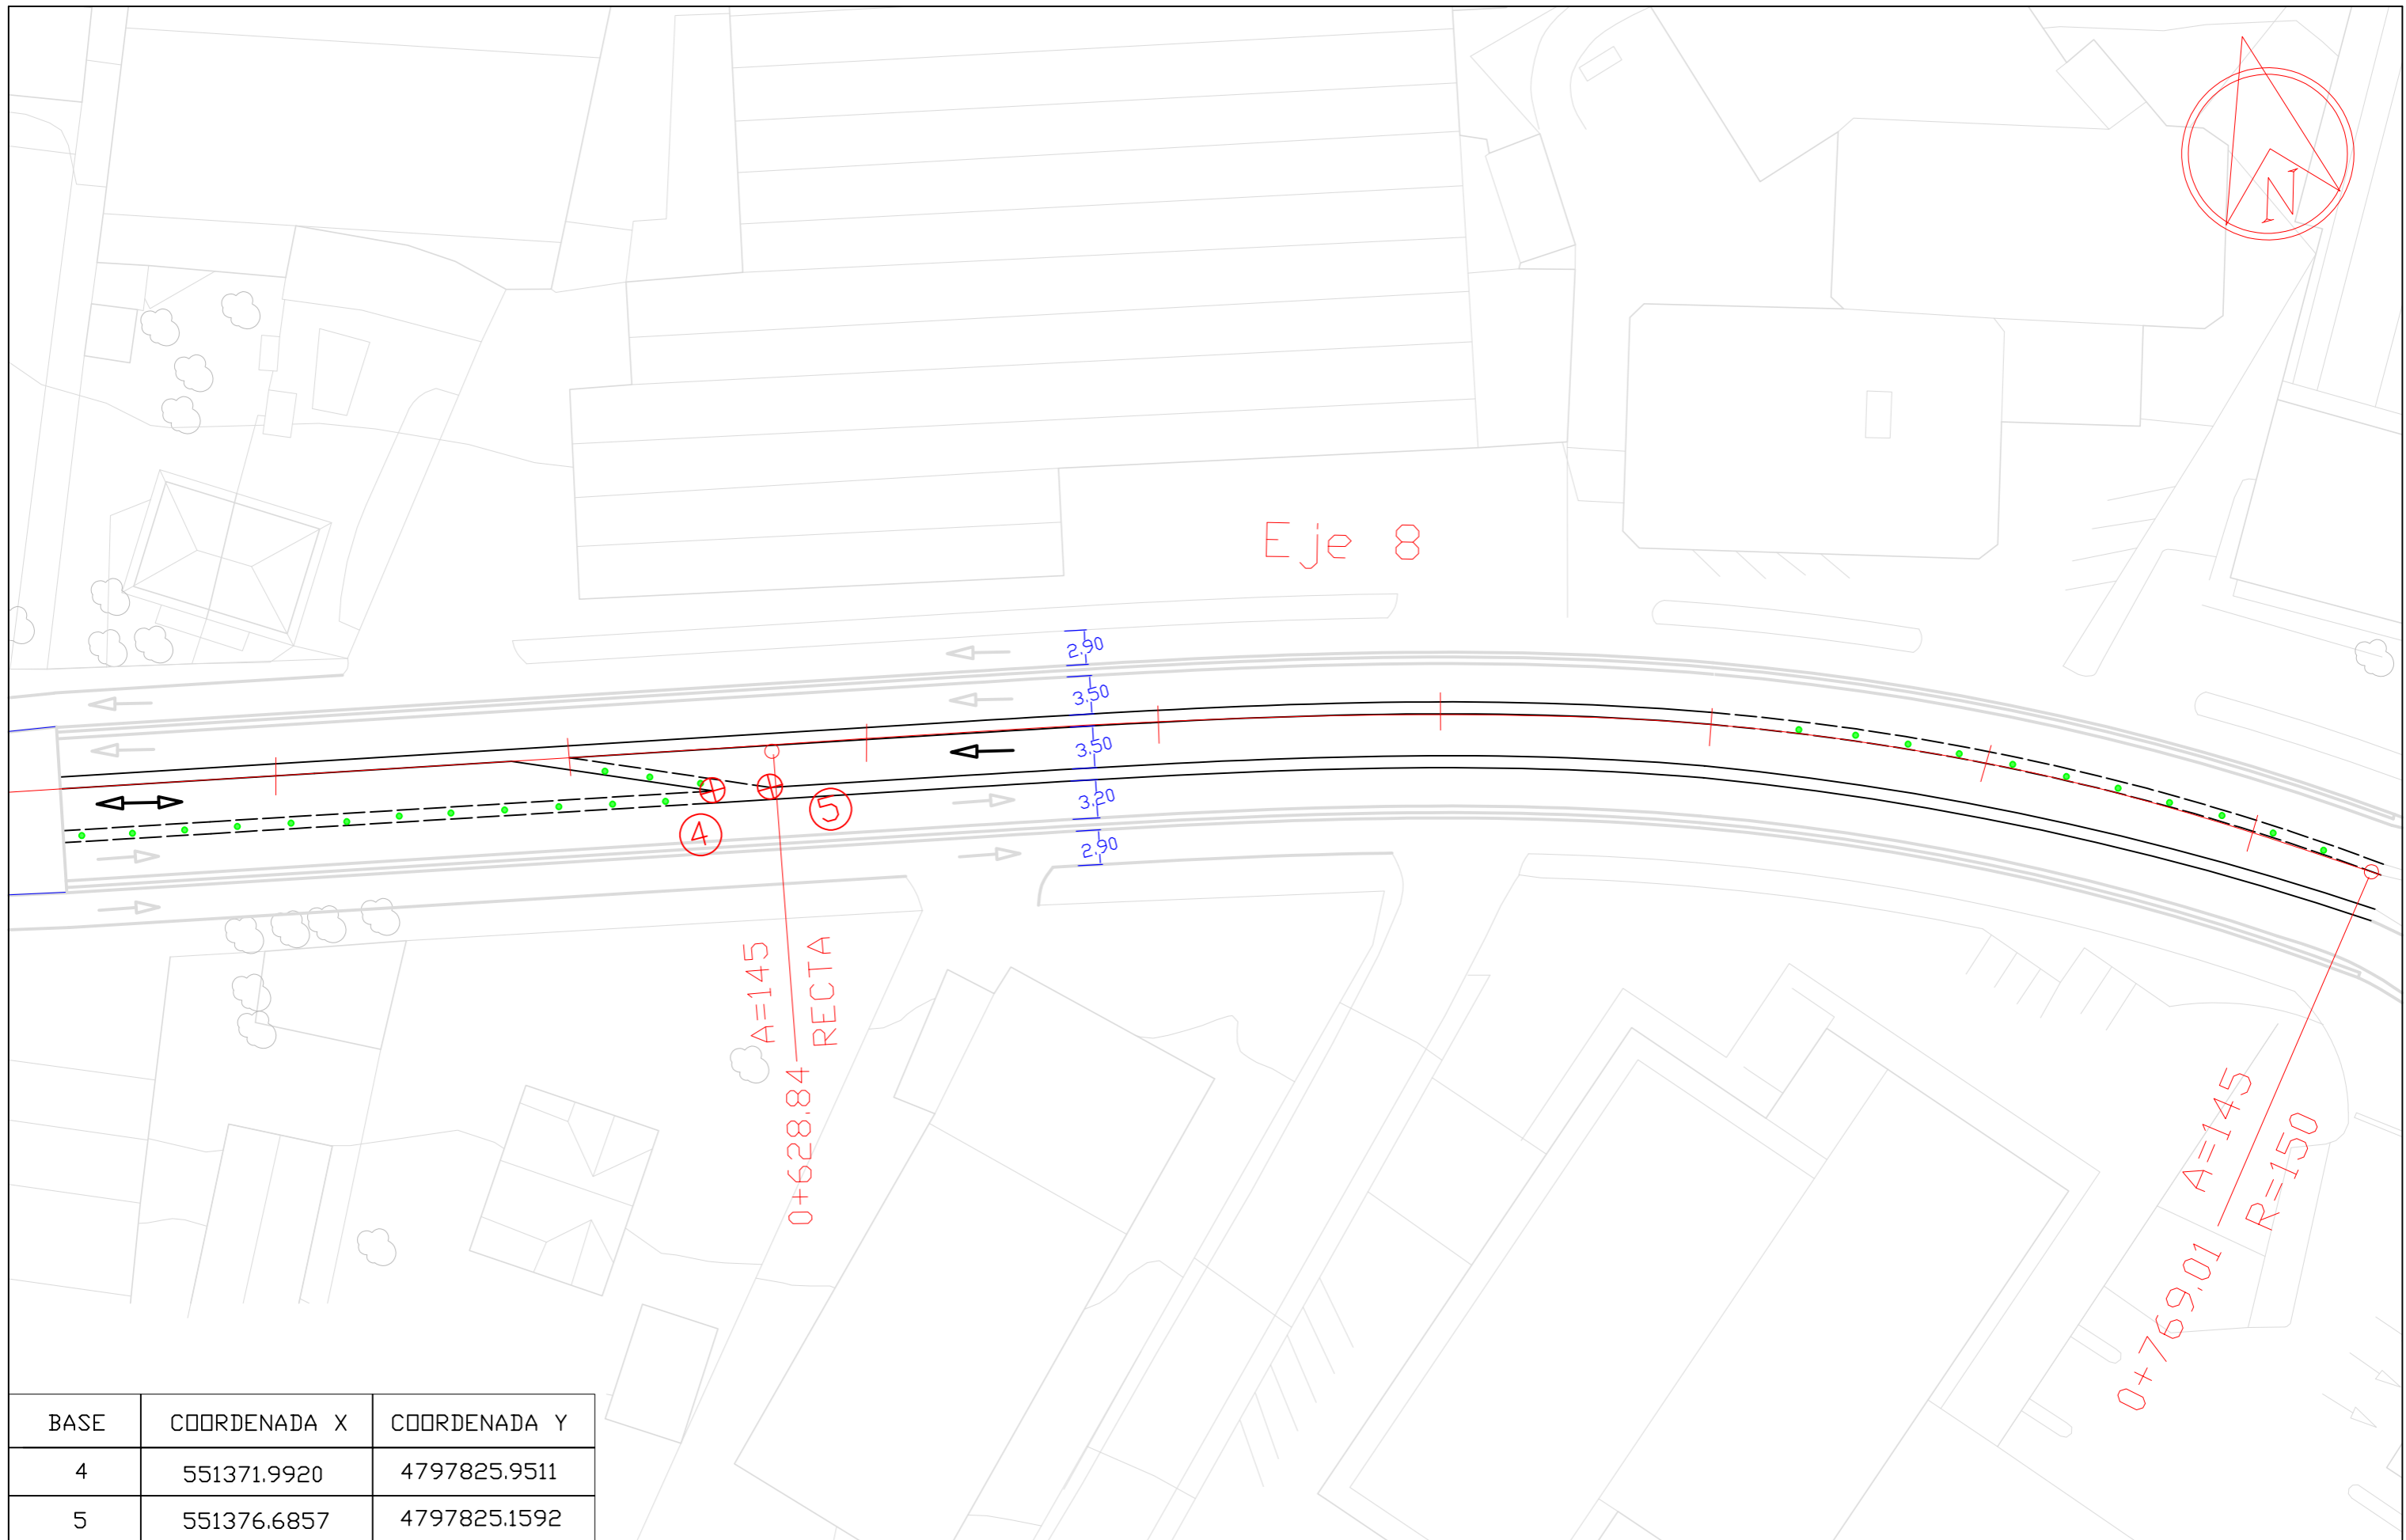 N
Eje 8
2.90
3.50
3.50
3.20
2.90
4
5
A=145
RECTA
0+628.84
A=145
R=150
0+769.01
BASE COORDENADA X COORDENADA Y
4 551371.9920 4797825.9511
5 551376.6857 4797825.1592